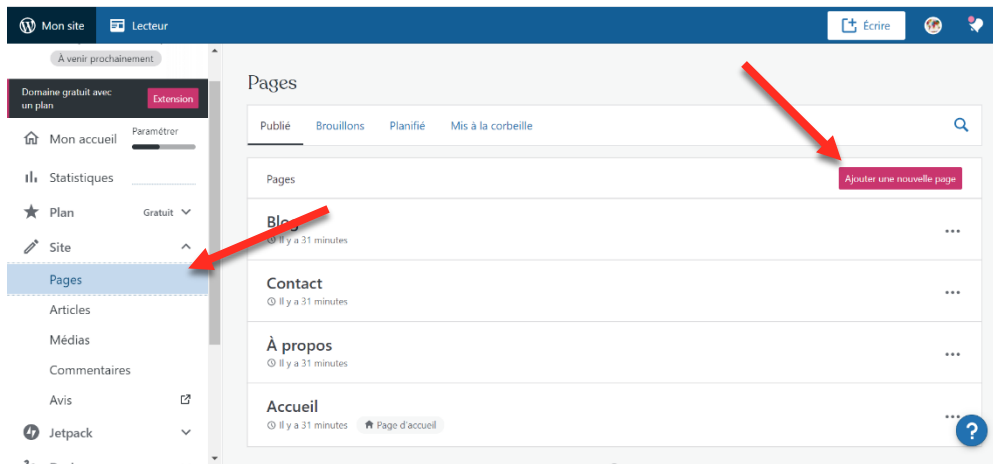 Mon site
Lecteur
Écrire
À venir prochainement
Domaine gratuit avec
un plan
Extension
Mon accueil
Paramétrer
Statistiques
Plan
Gratuit
Site
Pages
Articles
Médias
Commentaires
Avis
Jetpack
Pages
Publié
Brouillons
Planifié
Mis à la corbeille
Pages
Ajouter une nouvelle page
Blog
Il y a 31 minutes
Contact
Il y a 31 minutes
À propos
Il y a 31 minutes
Accueil
Il y a 31 minutes
Page d'accueil
?